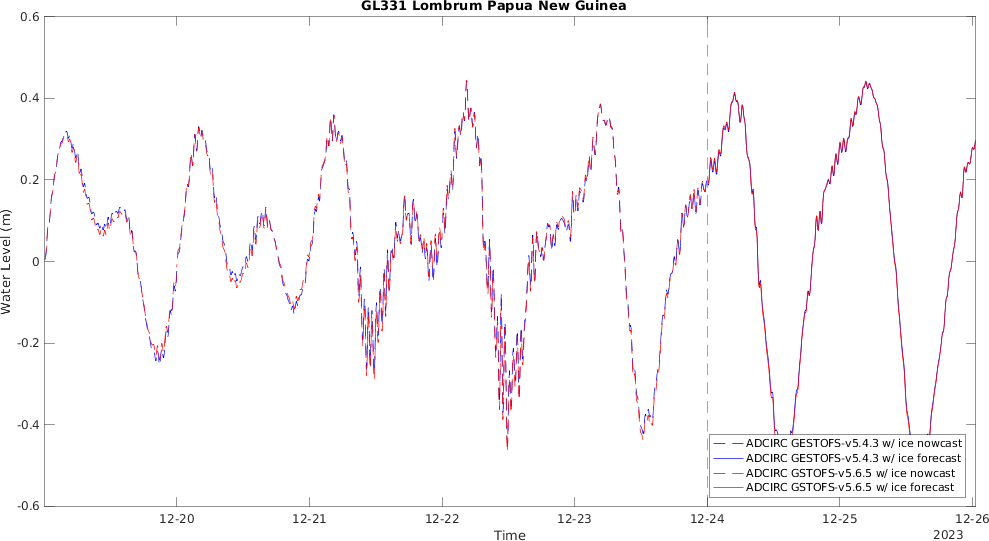 GL331 Lombrum Papua New Guinea
0.6
0.4
0.2
0
-0.2
-0.4
-0.6
Water Level (m)
12-20
12-21
12-22
12-23
12-24
12-25
12-26
Time
2023
ADCIRC GESTOFS-v5.4.3 w/ ice nowcast
ADCIRC GESTOFS-v5.4.3 w/ ice forecast
ADCIRC GSTOFS-v5.6.5 w/ ice nowcast
ADCIRC GSTOFS-v5.6.5 w/ ice forecast